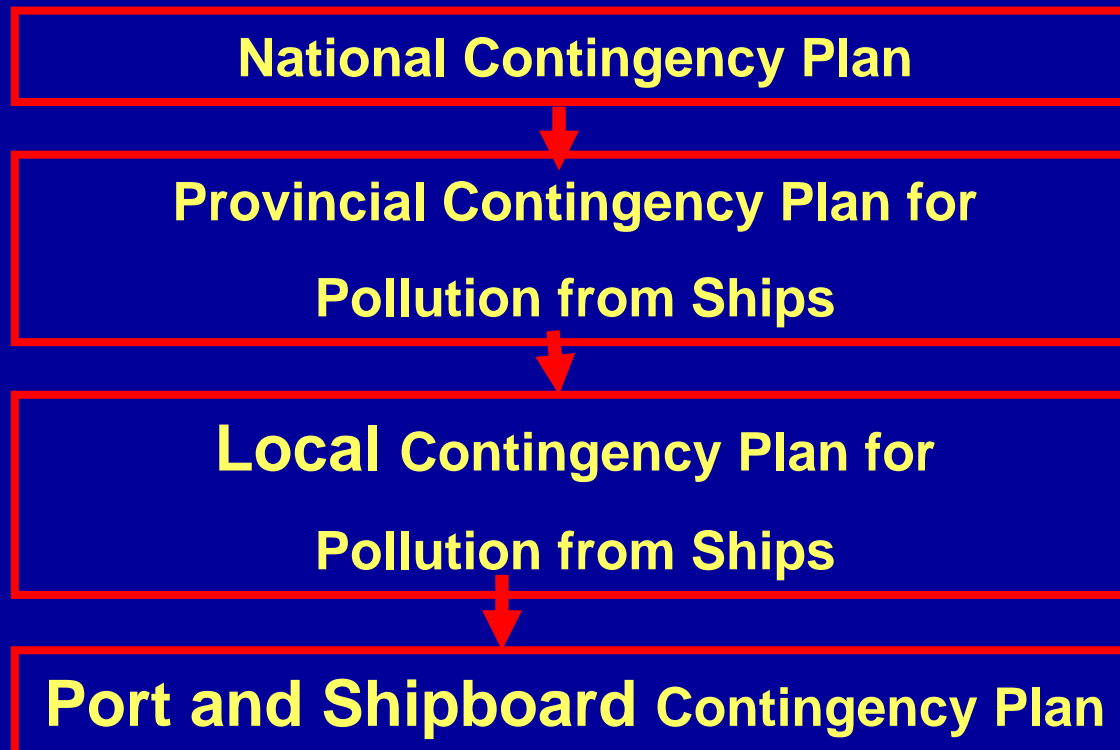 National Contingency Plan
Provincial Contingency Plan for
Pollution from Ships
Local Contingency Plan for
Pollution from Ships
Port and Shipboard Contingency Plan